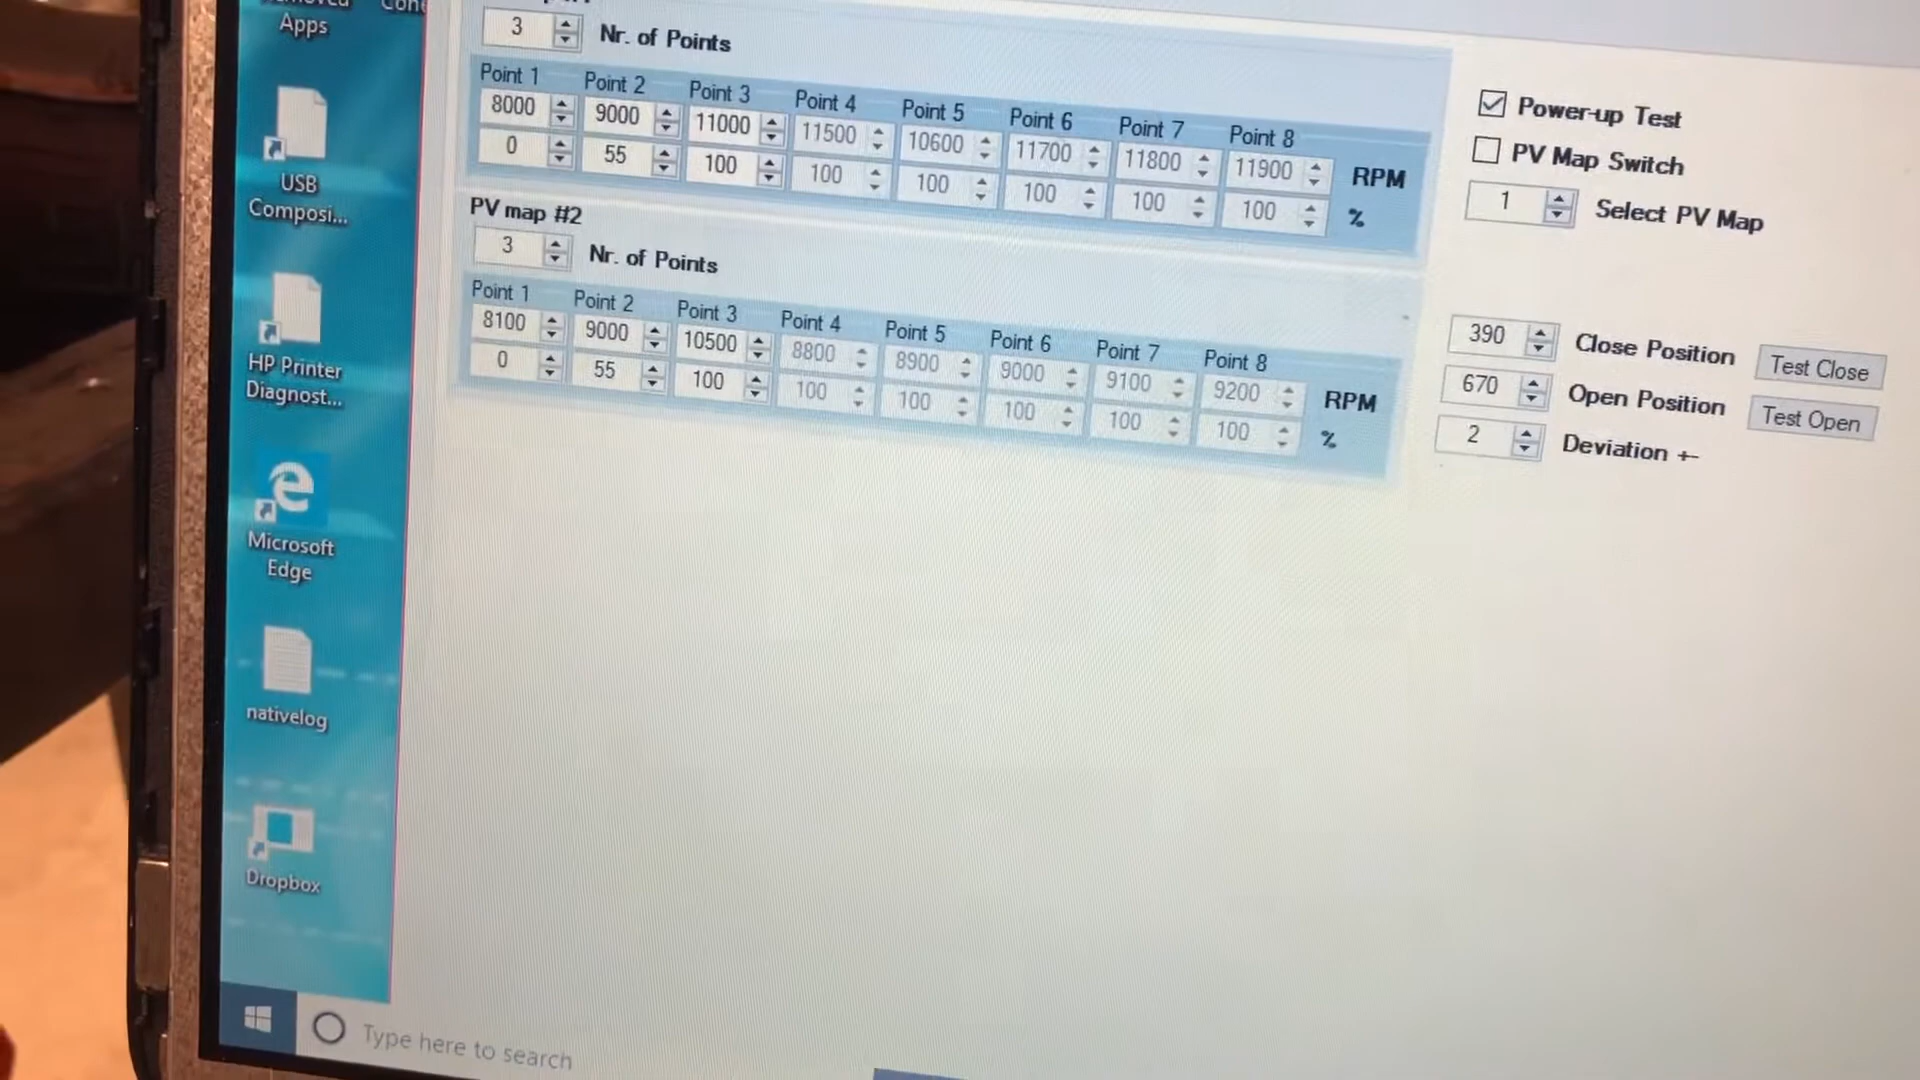 Apps
3 Nr. of Points
Point 1 Point 2 Point 3 Point 4 Point 5 Point 6 Point 7 Point 8
8000 9000 11000 11500 10600 11700 11800 11900 RPM
0 55 100 100 100 100 100 100 %
PV map #2
3 Nr. of Points
Point 1 Point 2 Point 3 Point 4 Point 5 Point 6 Point 7 Point 8
8100 9000 10500 8800 8900 9000 9100 9200 RPM
0 55 100 100 100 100 100 100 %
Power-up Test
PV Map Switch
1 Select PV Map
390 Close Position Test Close
670 Open Position Test Open
2 Deviation +-
USB
Composi...
HP Printer
Diagnost...
Microsoft
Edge
nativelog
Dropbox
Type here to search